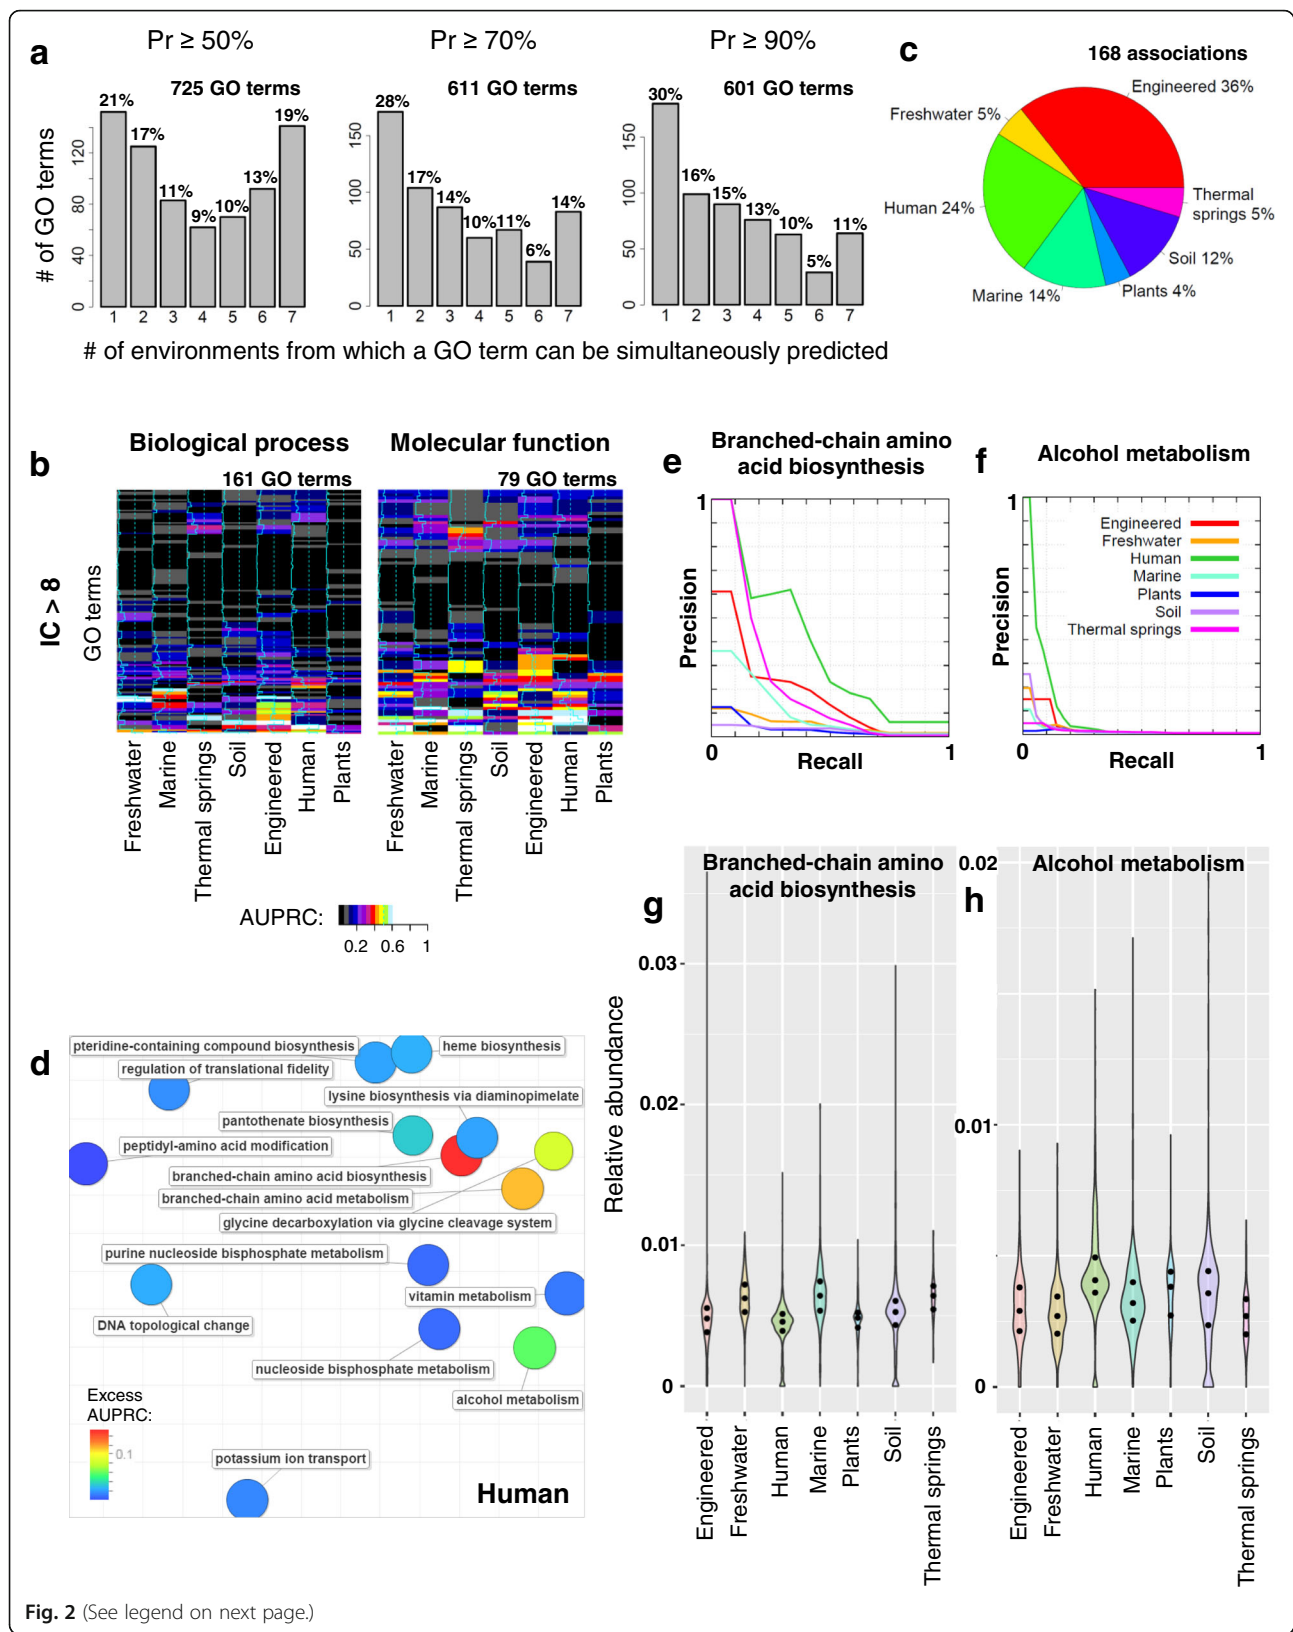 a
Pr ≥ 50%
725 GO terms
21%
17%
11%
9%
10%
13%
19%
# of GO terms
0
40
80
120
1 2 3 4 5 6 7
Pr ≥ 70%
611 GO terms
28%
17%
14%
10%
11%
6%
14%
0
50
100
150
1 2 3 4 5 6 7
Pr ≥ 90%
601 GO terms
30%
16%
15%
13%
10%
5%
11%
0
50
100
150
1 2 3 4 5 6 7
# of environments from which a GO term can be simultaneously predicted
c
168 associations
Engineered 36%
Freshwater 5%
Human 24%
Marine 14%
Plants 4%
Soil 12%
Thermal
springs 5%
b
Biological process
161 GO terms
Molecular function
79 GO terms
IC > 8
GO terms
Freshwater
Marine
Thermal springs
Soil
Engineered
Human
Plants
Freshwater
Marine
Thermal springs
Soil
Engineered
Human
Plants
AUPRC:
0.2 0.6 1
e
Branched-chain amino
acid biosynthesis
1
Precision
0
1
Recall
f
Alcohol metabolism
1
Engineered
Freshwater
Human
Marine
Plants
Soil
Thermal springs
Precision
0
1
Recall
d
pteridine-containing compound biosynthesis
heme biosynthesis
regulation of translational fidelity
lysine biosynthesis via diaminopimelate
pantothenate biosynthesis
peptidyl-amino acid modification
branched-chain amino acid biosynthesis
branched-chain amino acid metabolism
glycine decarboxylation via glycine cleavage system
purine nucleoside bisphosphate metabolism
vitamin metabolism
DNA topological change
nucleoside bisphosphate metabolism
alcohol metabolism
potassium ion transport
Excess
AUPRC:
0.1
Human
g
Branched-chain amino
acid biosynthesis
Relative abundance
0.03
0.02
0.01
0
Engineered
Freshwater
Human
Marine
Plants
Soil
Thermal springs
h
Alcohol metabolism
0.02
0.01
0
Engineered
Freshwater
Human
Marine
Plants
Soil
Thermal springs
Fig. 2 (See legend on next page.)